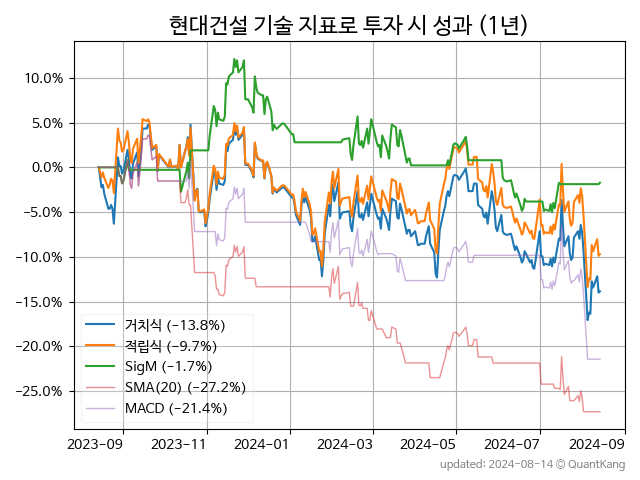 현대건설 기술 지표로 투자 시 성과 (1년)
10.0%
5.0%
0.0%
−5.0%
−10.0%
−15.0%
−20.0%
−25.0%
거치식 (−13.8%)
적립식 (−9.7%)
SigM (−1.7%)
SMA(20) (−27.2%)
MACD (−21.4%)
2023-09 2023-11 2024-01 2024-03 2024-05 2024-07 2024-09
updated: 2024-08-14 © QuantKang